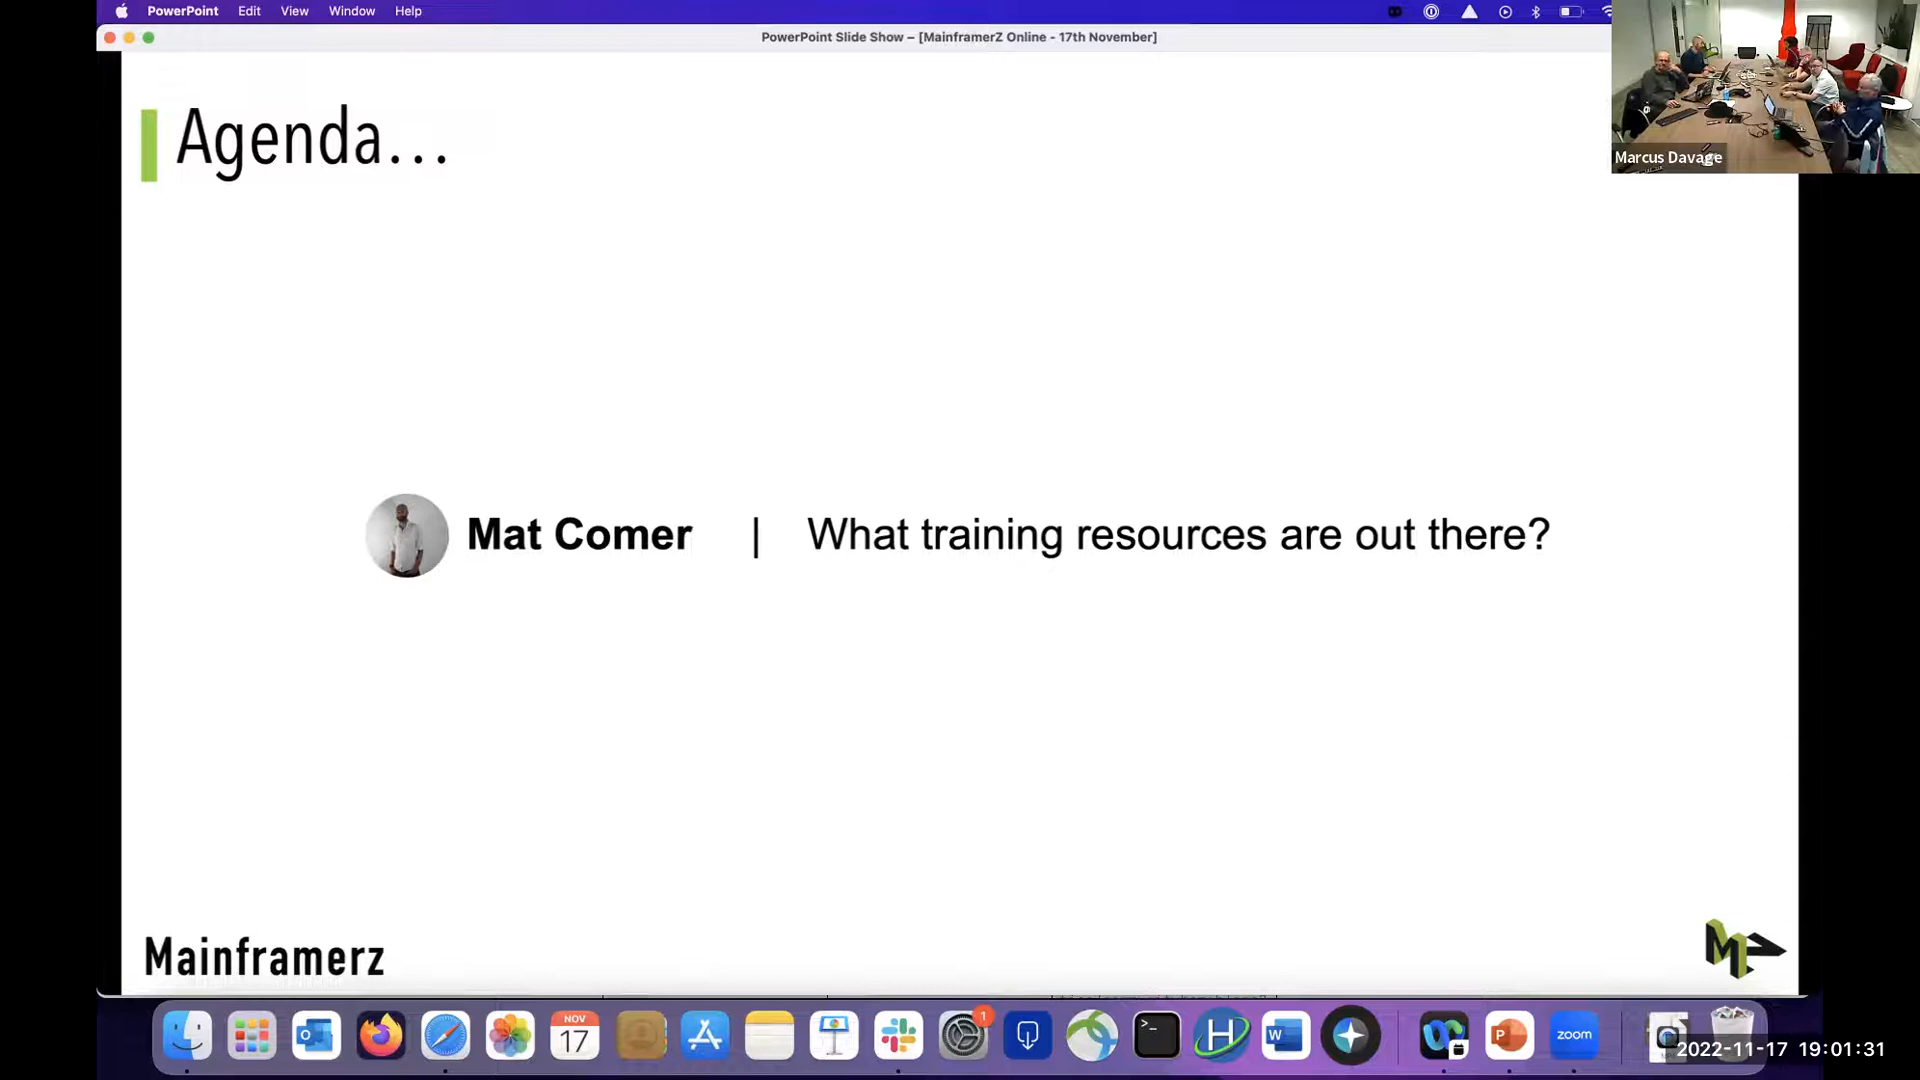 PowerPoint Edit View Window Help
PowerPoint Slide Show – [MainframerZ Online - 17th November]
Marcus Davage
Agenda...
Mat Comer | What training resources are out there?
Mainframerz
NOV
17
1
zoom
2022-11-17 19:01:31